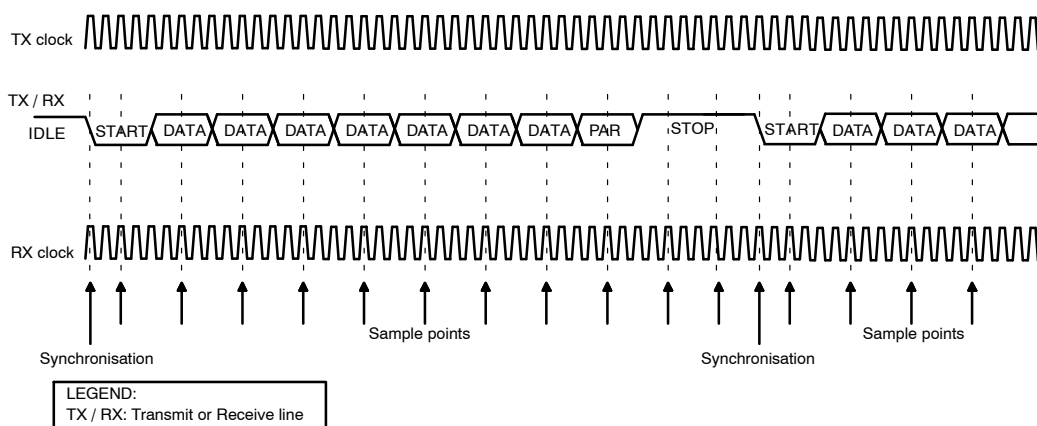 TX clock
TX / RX
IDLE
START DATA DATA DATA DATA DATA DATA DATA PAR STOP START DATA DATA DATA
RX clock
Sample points Sample points
Synchronisation Synchronisation
LEGEND:
TX / RX: Transmit or Receive line